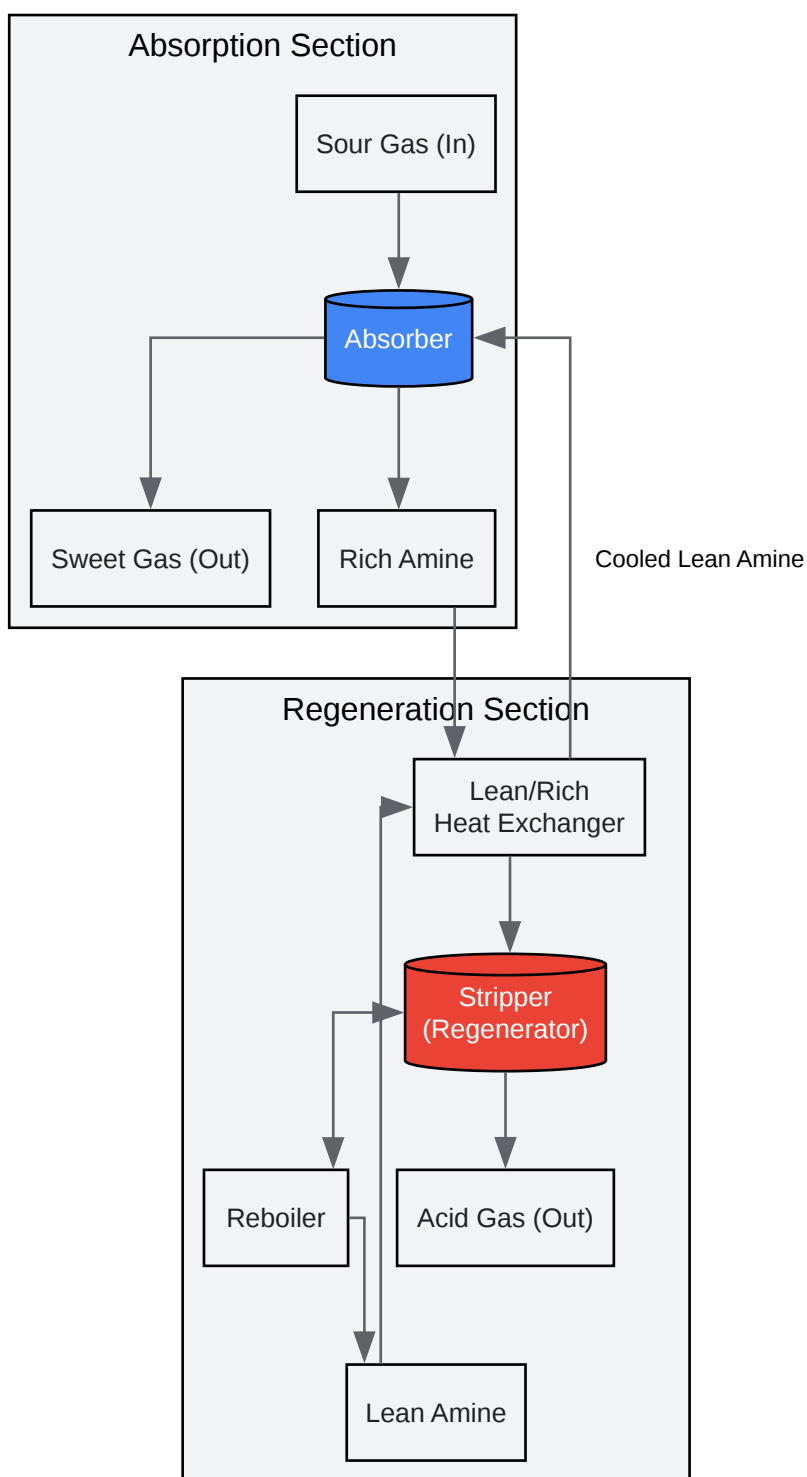 Absorption Section
Sour Gas (In)
Absorber
Sweet Gas (Out)
Rich Amine
Cooled Lean Amine
Regeneration Section
Lean/Rich
Heat Exchanger
Stripper
(Regenerator)
Reboiler
Acid Gas (Out)
Lean Amine